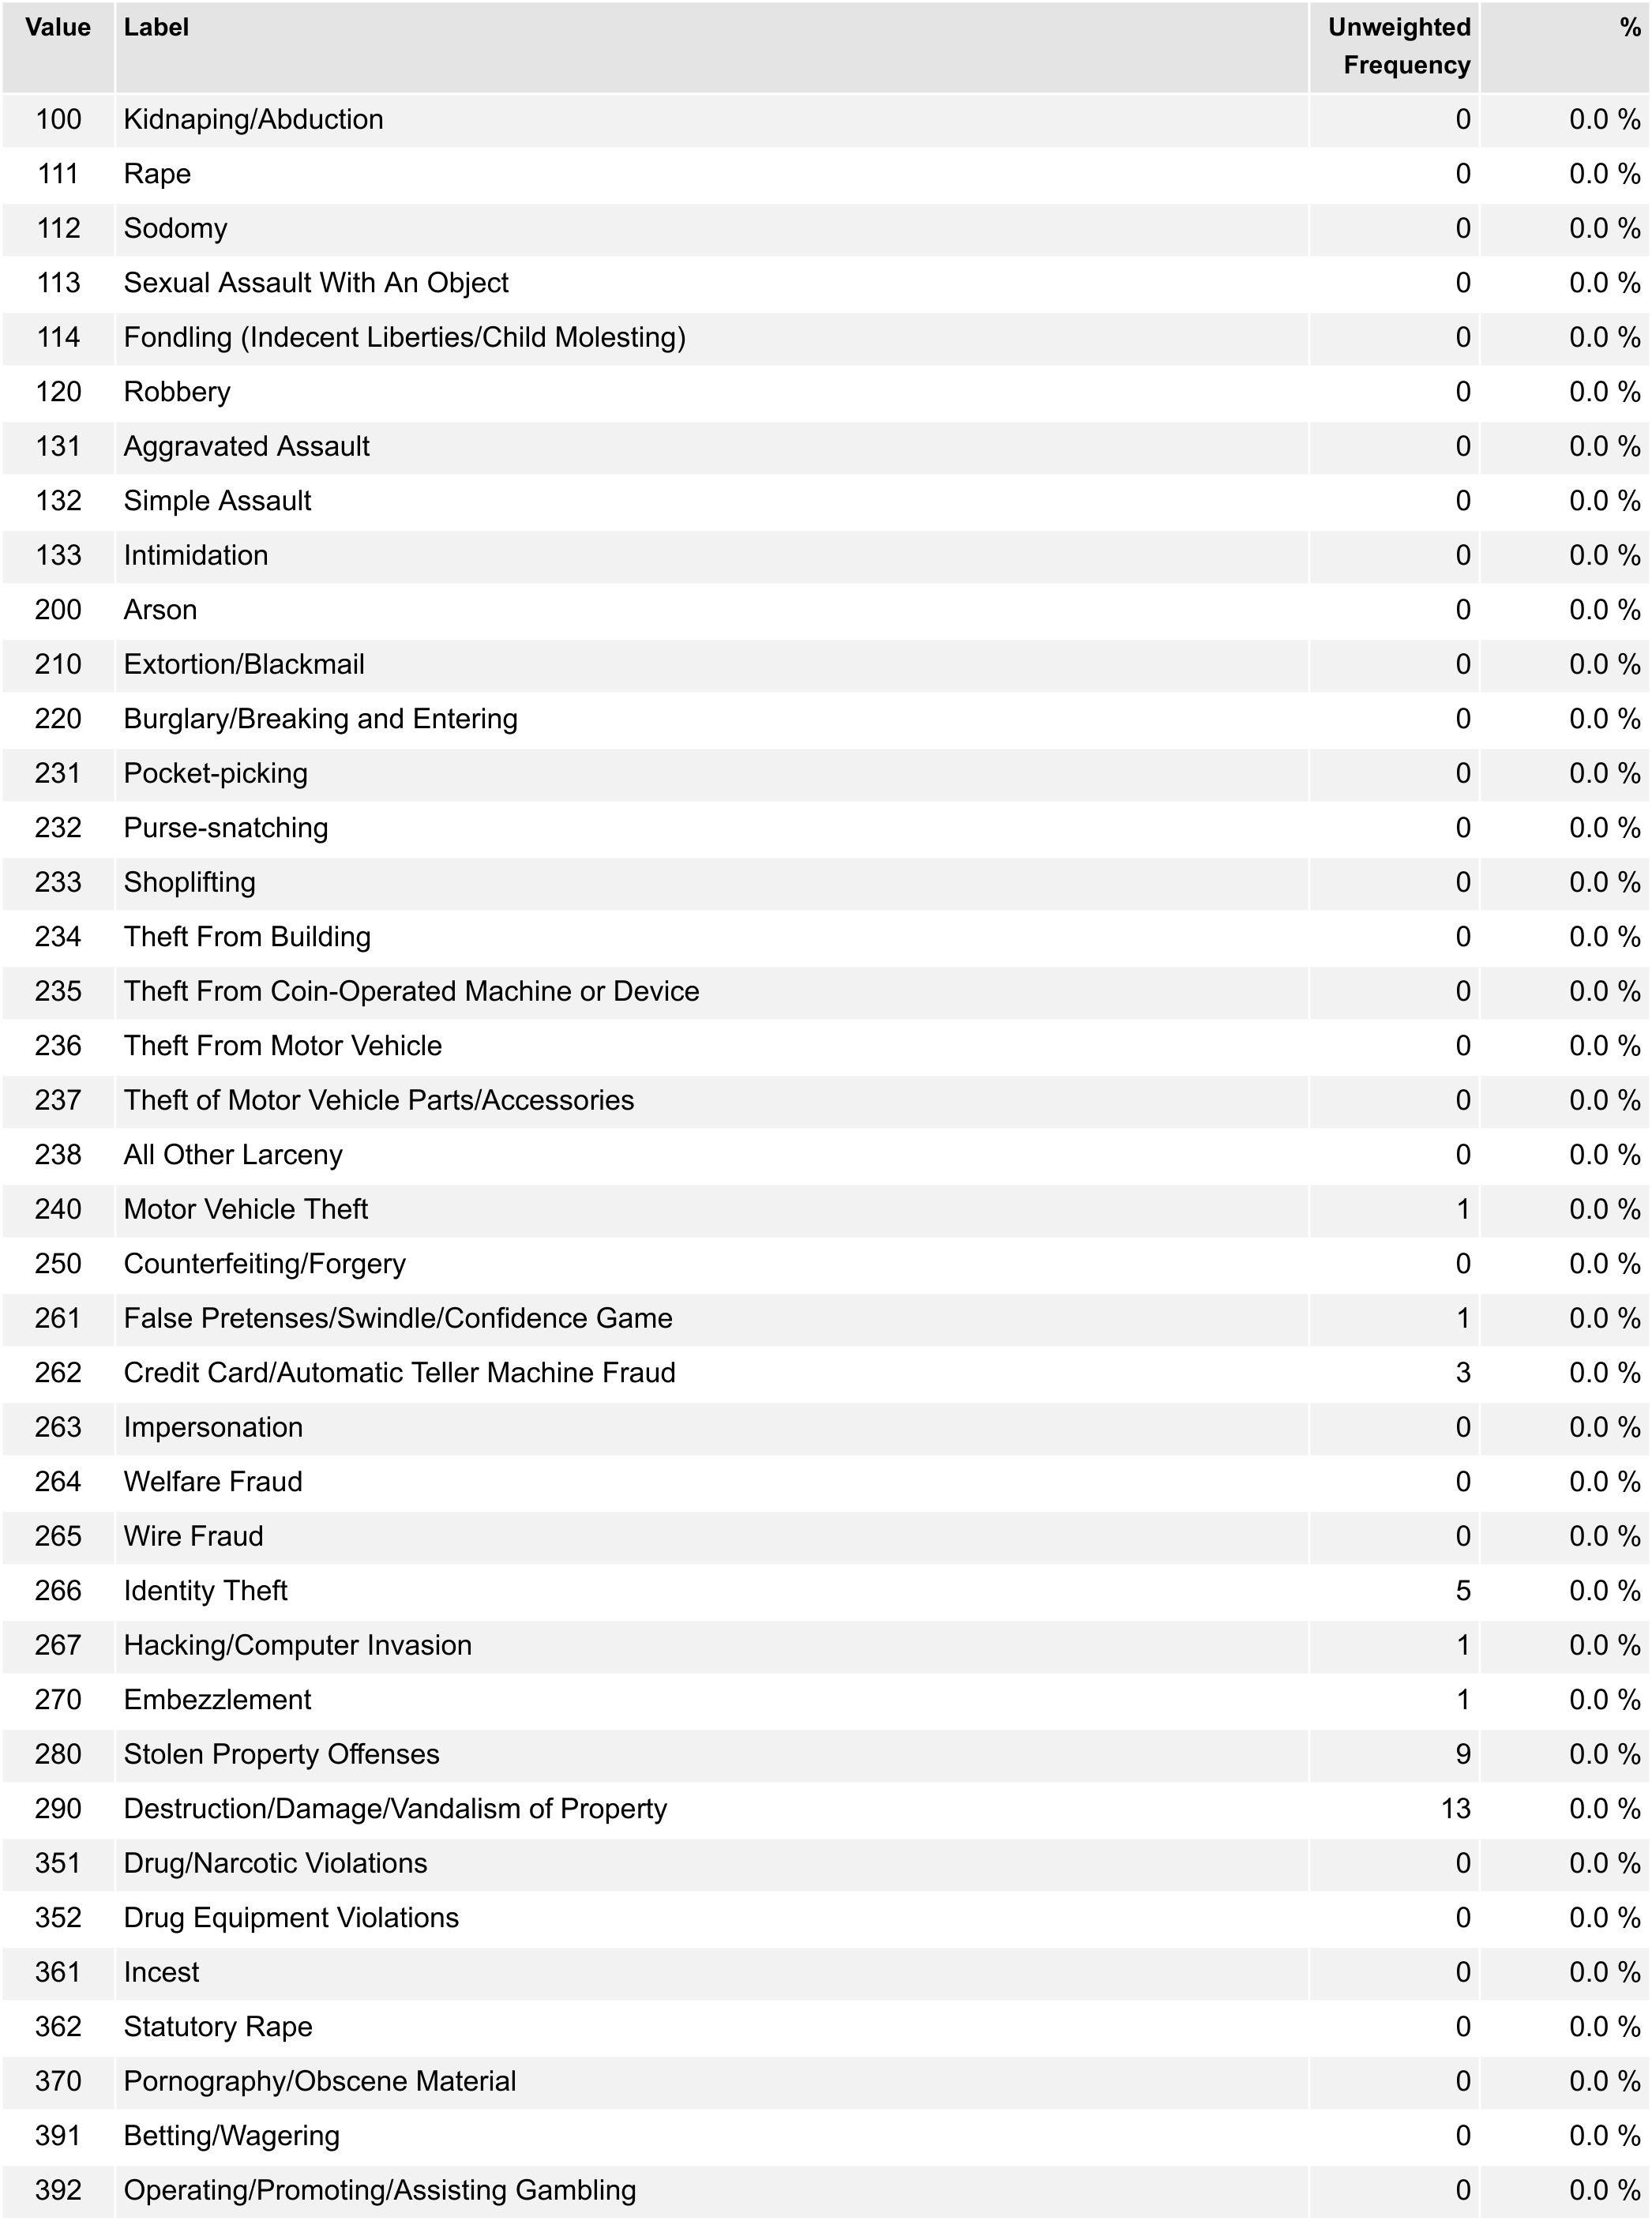 Value Label Unweighted Frequency %
100 Kidnaping/Abduction 0 0.0 %
111 Rape 0 0.0 %
112 Sodomy 0 0.0 %
113 Sexual Assault With An Object 0 0.0 %
114 Fondling (Indecent Liberties/Child Molesting) 0 0.0 %
120 Robbery 0 0.0 %
131 Aggravated Assault 0 0.0 %
132 Simple Assault 0 0.0 %
133 Intimidation 0 0.0 %
200 Arson 0 0.0 %
210 Extortion/Blackmail 0 0.0 %
220 Burglary/Breaking and Entering 0 0.0 %
231 Pocket-picking 0 0.0 %
232 Purse-snatching 0 0.0 %
233 Shoplifting 0 0.0 %
234 Theft From Building 0 0.0 %
235 Theft From Coin-Operated Machine or Device 0 0.0 %
236 Theft From Motor Vehicle 0 0.0 %
237 Theft of Motor Vehicle Parts/Accessories 0 0.0 %
238 All Other Larceny 0 0.0 %
240 Motor Vehicle Theft 1 0.0 %
250 Counterfeiting/Forgery 0 0.0 %
261 False Pretenses/Swindle/Confidence Game 1 0.0 %
262 Credit Card/Automatic Teller Machine Fraud 3 0.0 %
263 Impersonation 0 0.0 %
264 Welfare Fraud 0 0.0 %
265 Wire Fraud 0 0.0 %
266 Identity Theft 5 0.0 %
267 Hacking/Computer Invasion 1 0.0 %
270 Embezzlement 1 0.0 %
280 Stolen Property Offenses 9 0.0 %
290 Destruction/Damage/Vandalism of Property 13 0.0 %
351 Drug/Narcotic Violations 0 0.0 %
352 Drug Equipment Violations 0 0.0 %
361 Incest 0 0.0 %
362 Statutory Rape 0 0.0 %
370 Pornography/Obscene Material 0 0.0 %
391 Betting/Wagering 0 0.0 %
392 Operating/Promoting/Assisting Gambling 0 0.0 %